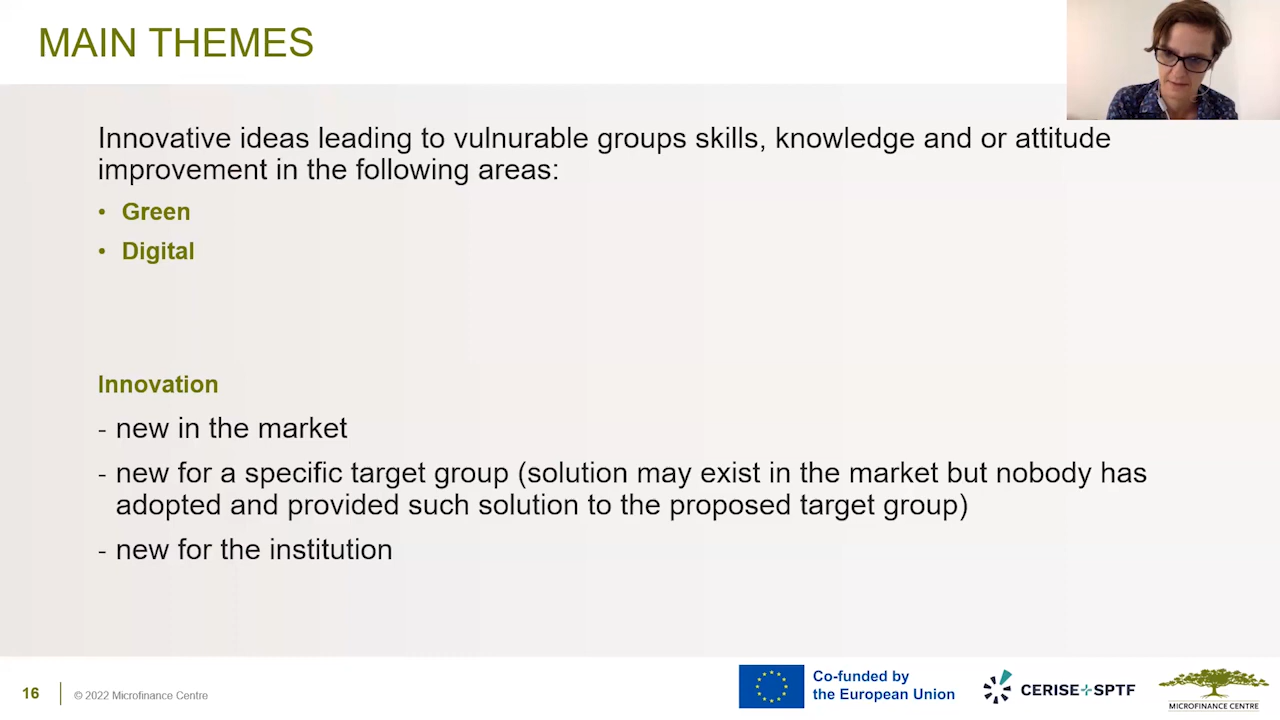 MAIN THEMES
Innovative ideas leading to vulnurable groups skills, knowledge and or attitude
improvement in the following areas:
• Green
• Digital
Innovation
- new in the market
- new for a specific target group (solution may exist in the market but nobody has
adopted and provided such solution to the proposed target group)
- new for the institution
16
© 2022 Microfinance Centre
Co-funded by
the European Union
CERISE+SPTF
MICROFINANCE CENTRE